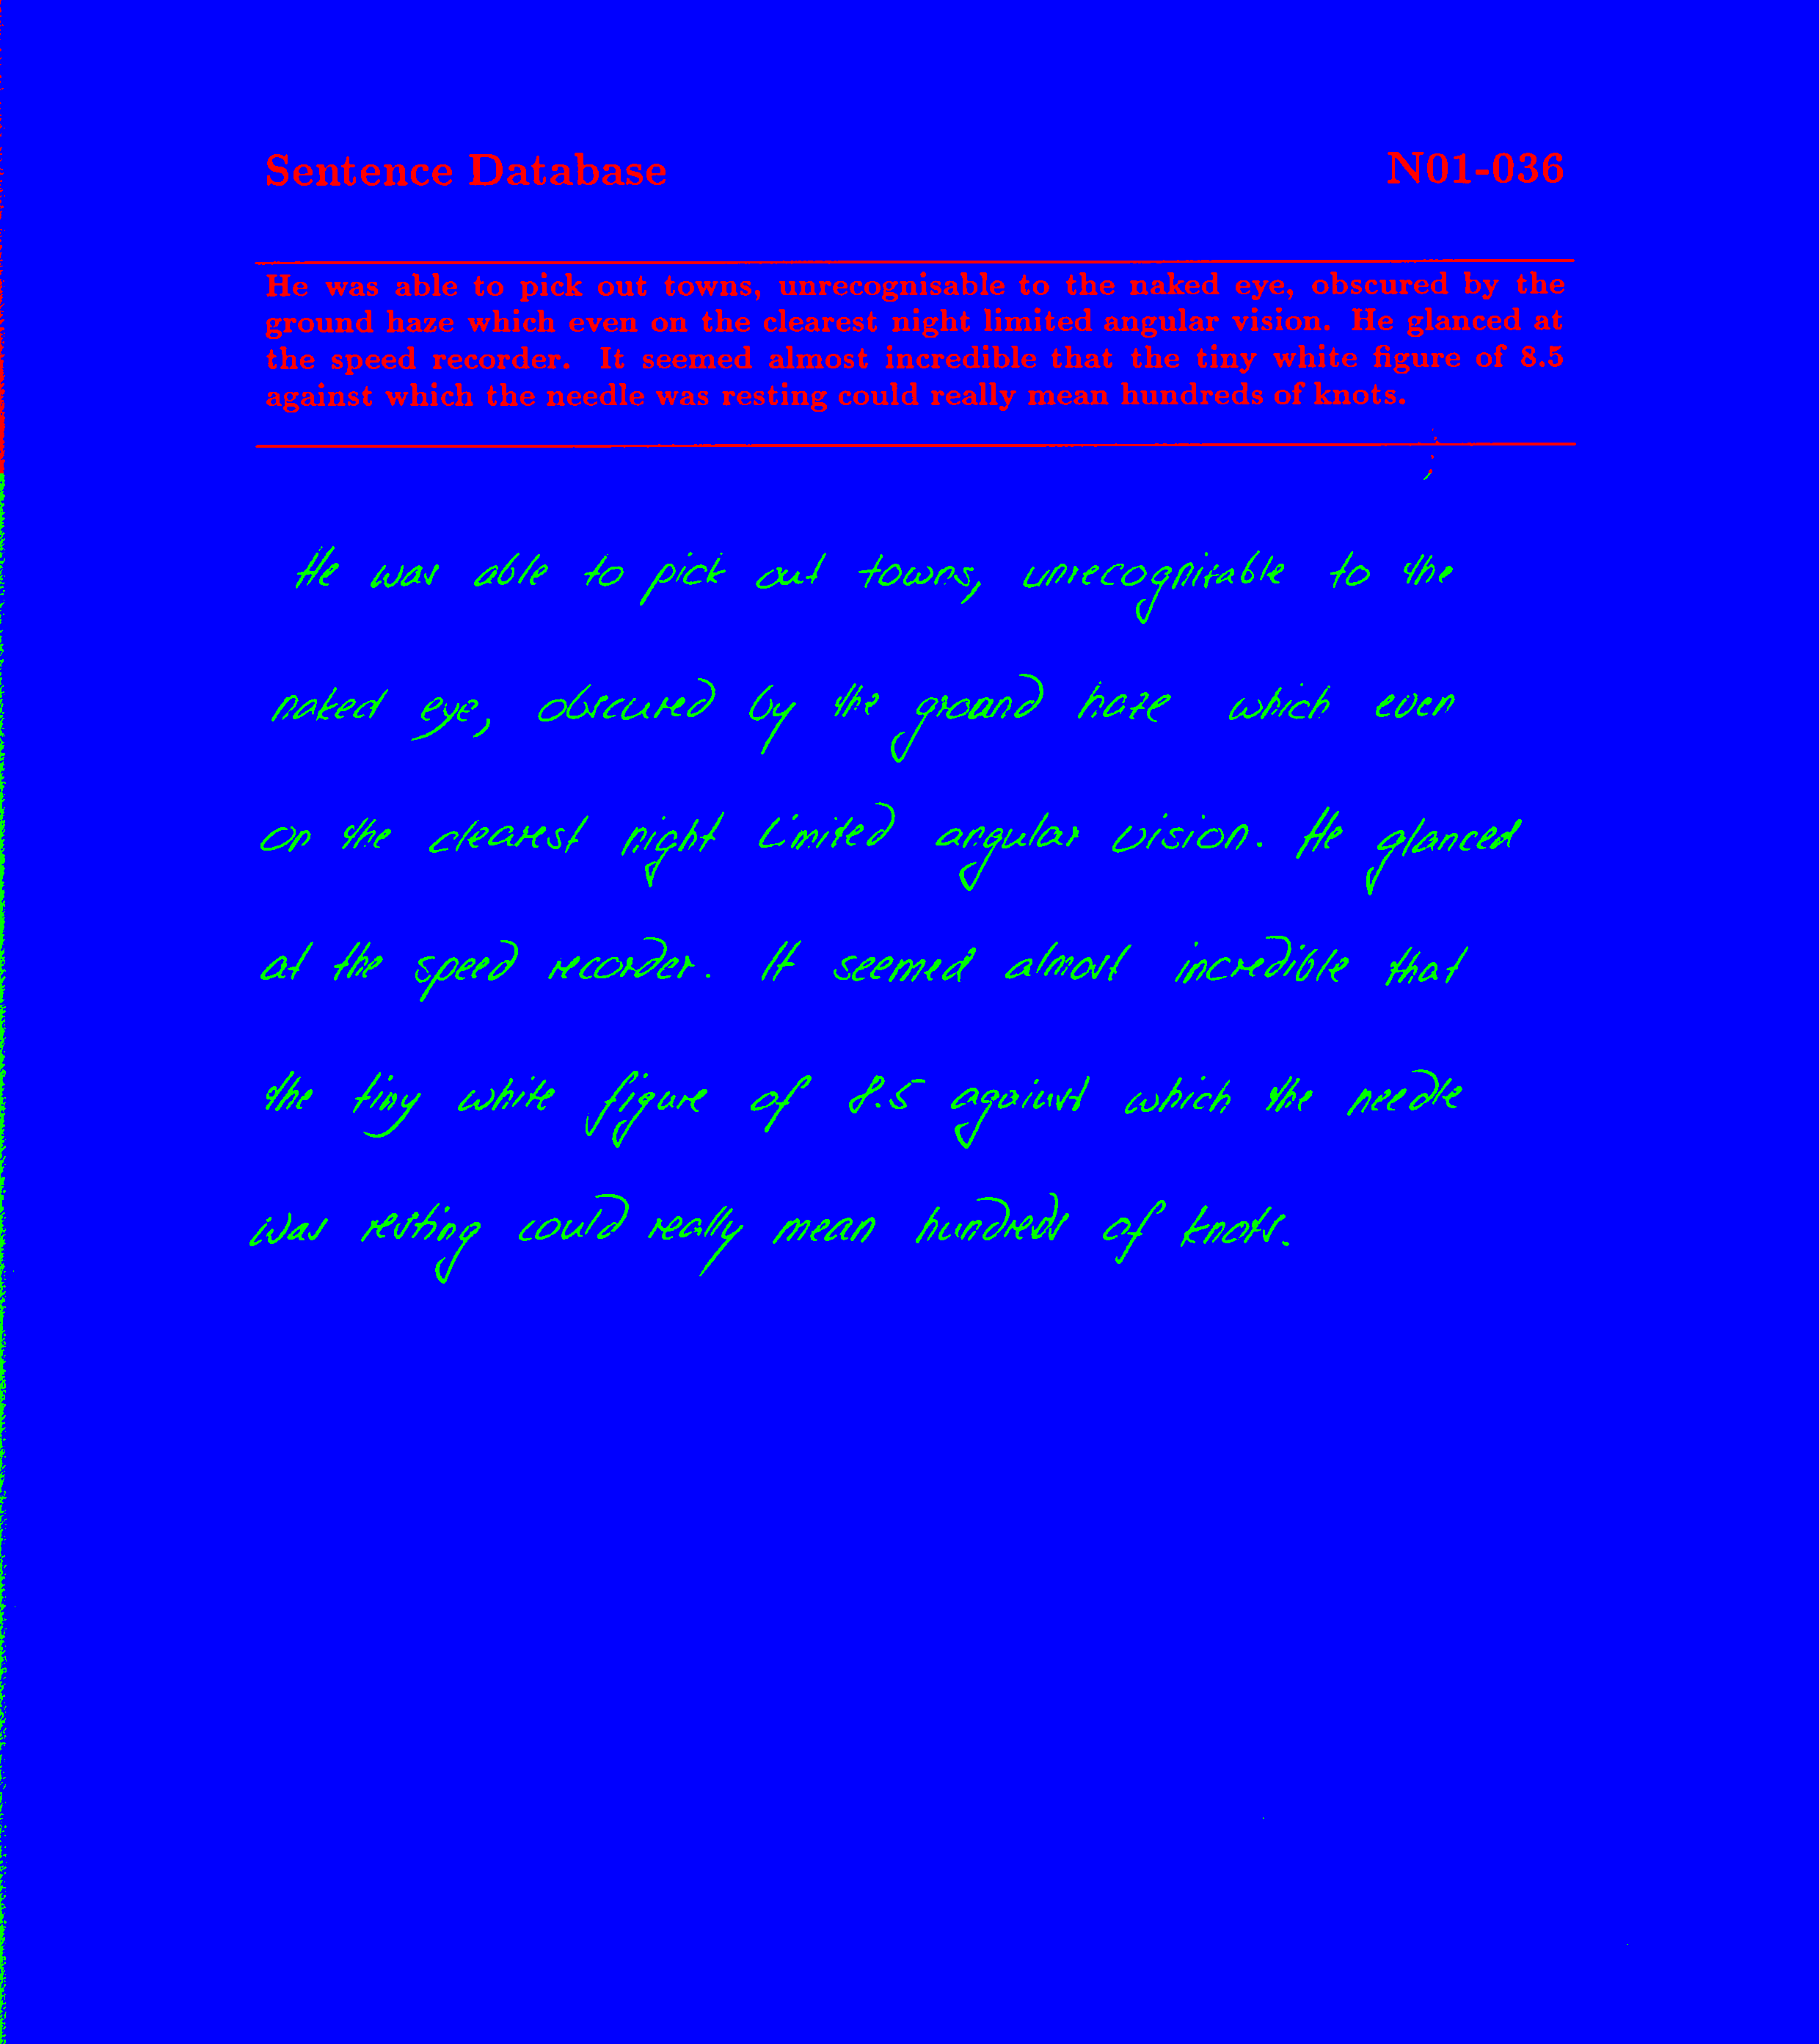 Sentence Database N01-036
He was able to pick out towns, unrecognisable to the naked eye, obscured by the
ground haze which even on the clearest night limited angular vision. He glanced at
the speed recorder. It seemed almost incredible that the tiny white figure of 8.5
against which the needle was resting could really mean hundreds of knots.
He was able to pick out towns, unrecognisable to the
naked eye, obscured by the ground haze which even
on the clearest night limited angular vision. He glanced
at the speed recorder. It seemed almost incredible that
the tiny white figure of 8.5 against which the needle
was resting could really mean hundreds of knots.